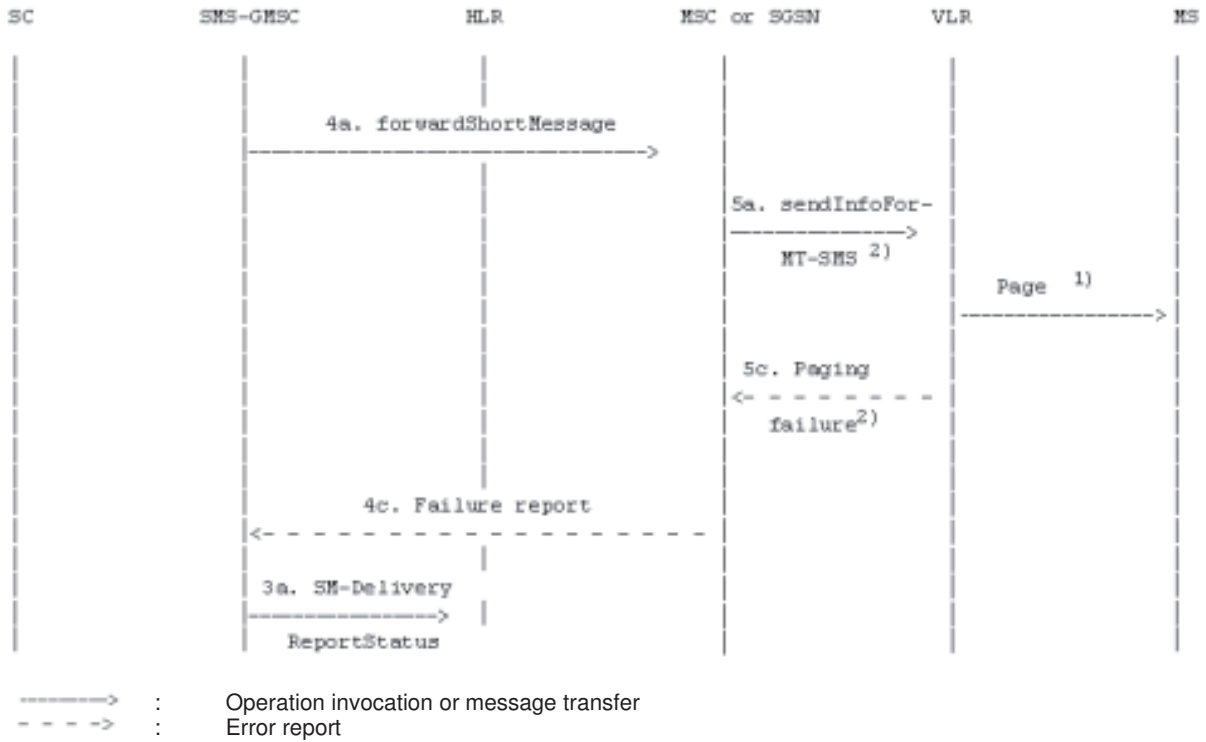 SC SMS-GMSC HLR MSC or SGSN VLR MS
4a. forwardShortMessage
5a. sendInfoFor-
MT-SMS 2)
Page 1)
5c. Paging
failure2)
4c. Failure report
3a. SM-Delivery
ReportStatus
: Operation invocation or message transfer
: Error report